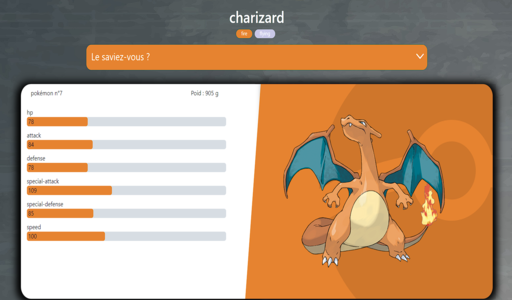 charizard
fire flying
Le saviez-vous ?
pokémon n°7 Poid : 905 g
hp
78
attack
84
defense
78
special-attack
109
special-defense
85
speed
100